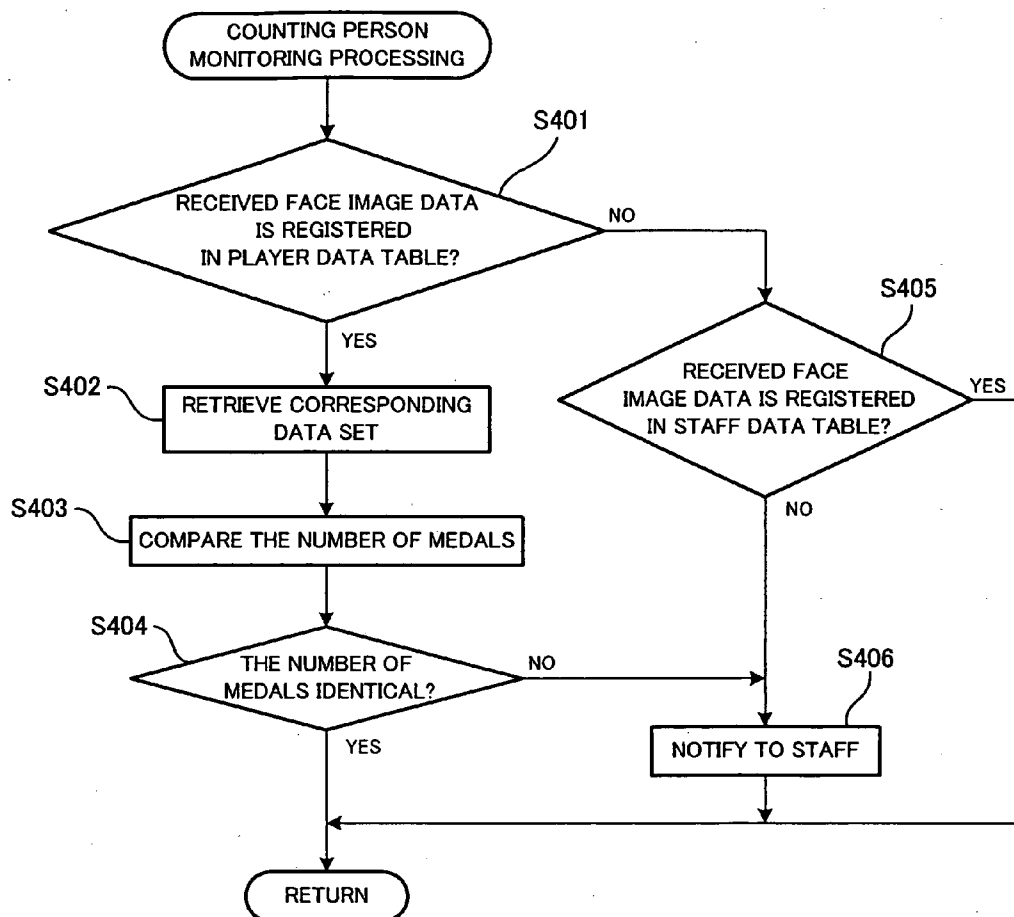 COUNTING PERSON
MONITORING PROCESSING
S401
RECEIVED FACE IMAGE DATA
IS REGISTERED
IN PLAYER DATA TABLE?
NO
YES
S405
RECEIVED FACE
IMAGE DATA IS REGISTERED
IN STAFF DATA TABLE?
YES
NO
S402
RETRIEVE CORRESPONDING
DATA SET
S403
COMPARE THE NUMBER OF MEDALS
S404
THE NUMBER OF
MEDALS IDENTICAL?
NO
YES
S406
NOTIFY TO STAFF
RETURN